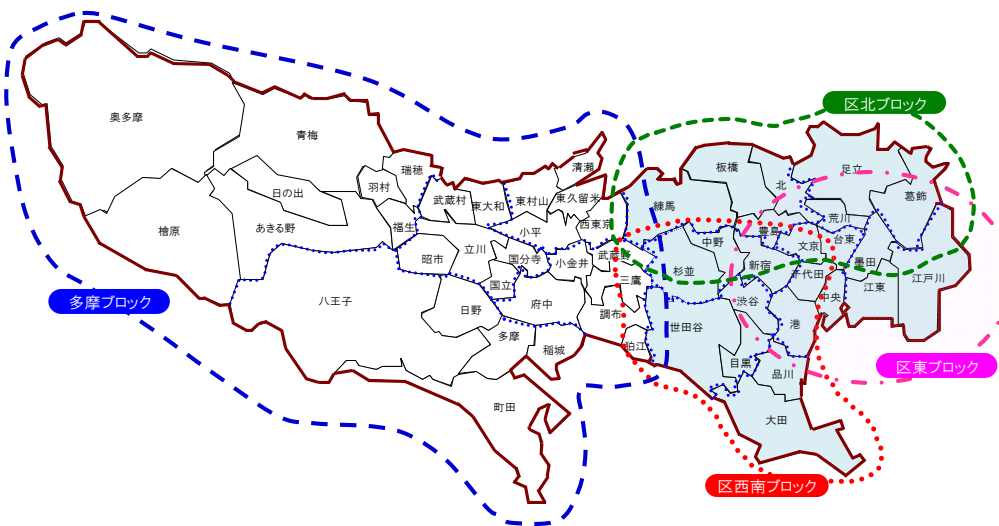 区北ブロック
奥多摩
青梅
瑞穂
清瀬
板橋
足立
北
羽村
日の出
武蔵村
東大和
東村山
東久留米
練馬
葛飾
檜原
あきる野
福生
小平
西東京
豊島
荒川
文京
台東
昭市
立川
国分寺
小金井
武蔵野
中野
杉並
新宿
千代田
墨田
江戸川
八王子
国立
三鷹
渋谷
中央
江東
多摩ブロック
日野
府中
調布
世田谷
港
多摩
稲城
狛江
目黒
品川
区東ブロック
町田
大田
区西南ブロック